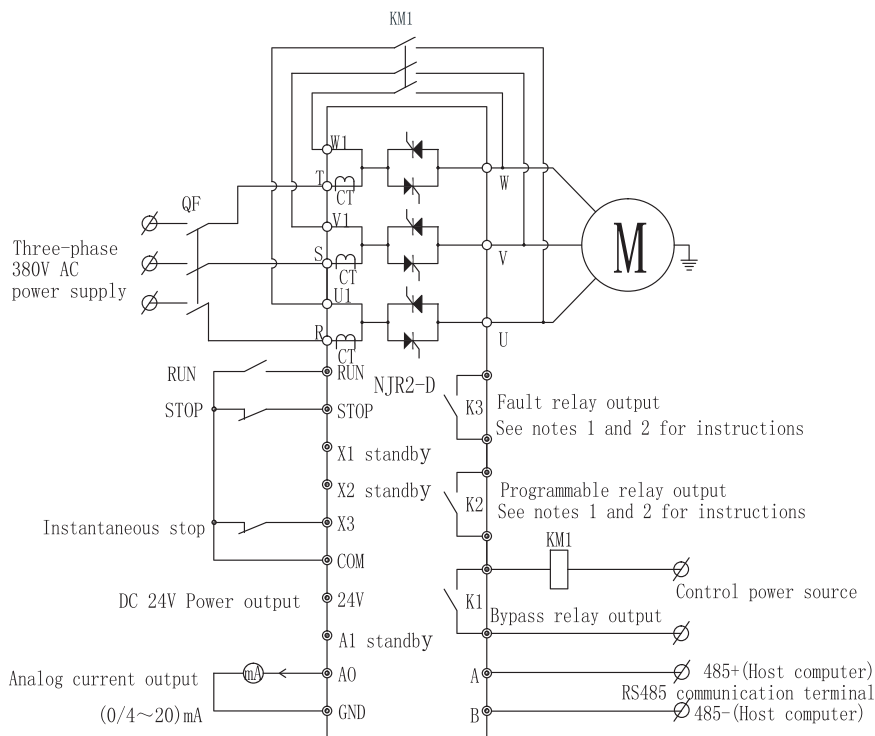 KM1
W1
T
CT
W
QF
V1
S
CT
V
M
Three-phase
380V AC
power supply
U1
R
CT
U
RUN
RUN
NJR2-D
STOP
STOP
K3
Fault relay output
See notes 1 and 2 for instructions
X1 standby
X2 standby
K2
Programmable relay output
See notes 1 and 2 for instructions
Instantaneous stop
X3
KM1
COM
Control power source
DC 24V Power output
24V
K1
Bypass relay output
A1 standby
Analog current output
mA
AO
A
485+(Host computer)
RS485 communication terminal
(0/4～20)mA
GND
B
485-(Host computer)